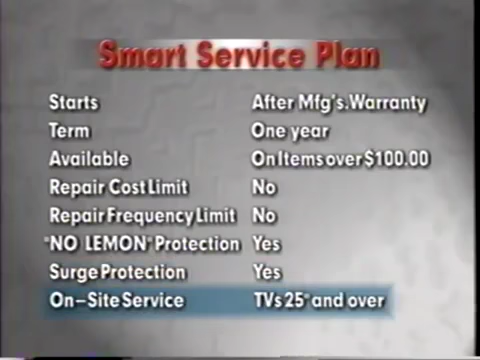 Smart Service Plan
Starts After Mfg's. Warranty
Term One year
Available On Items over $100.00
Repair Cost Limit No
Repair Frequency Limit No
"NO LEMON" Protection Yes
Surge Protection Yes
On-Site Service TVs 25" and over